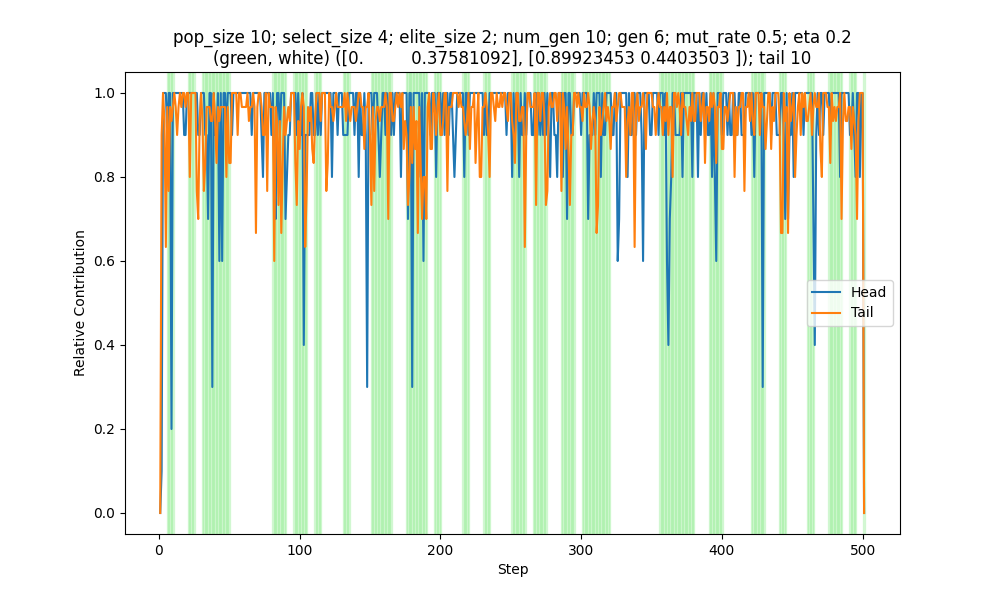 pop_size 10; select_size 4; elite_size 2; num_gen 10; gen 6; mut_rate 0.5; eta 0.2
(green, white) ([0. 0.37581092], [0.89923453 0.4403503 ]); tail 10
1.0
0.8
0.6
0.4
0.2
0.0
Relative Contribution
Head
Tail
0
100
200
300
400
500
Step